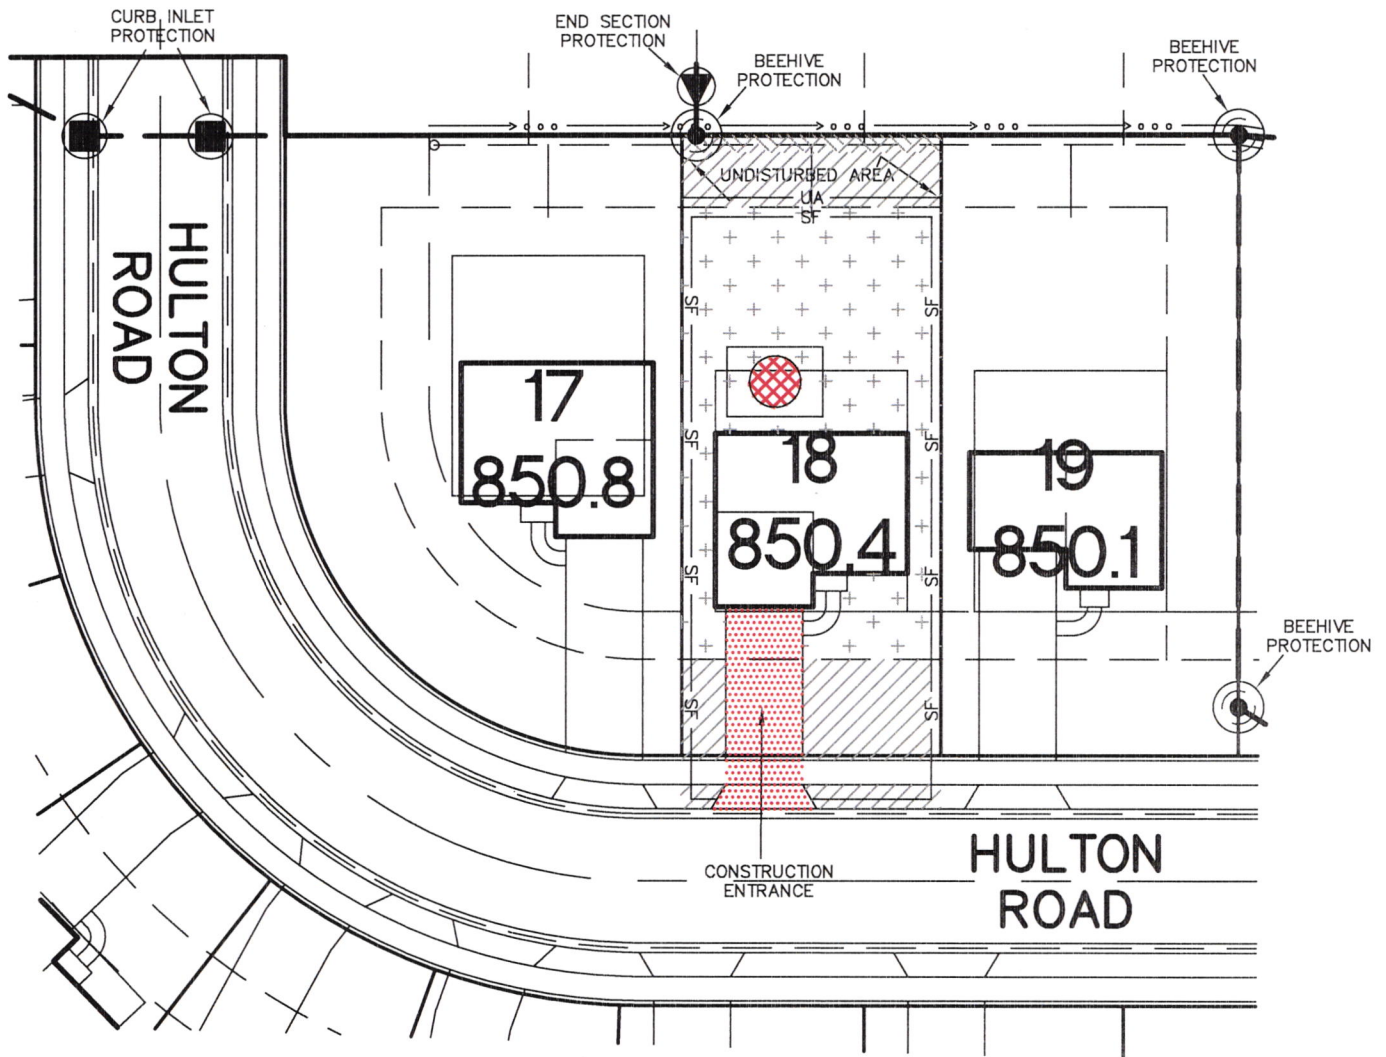 CURB INLET
PROTECTION
END SECTION
PROTECTION
BEEHIVE
PROTECTION
BEEHIVE
PROTECTION
UNDISTURBED AREA
UA
SF
HULTON
ROAD
SF
SF
17
850.8
SF
SF
18
850.4
19
850.1
SF
SF
SF
SF
BEEHIVE
PROTECTION
CONSTRUCTION
ENTRANCE
HULTON
ROAD